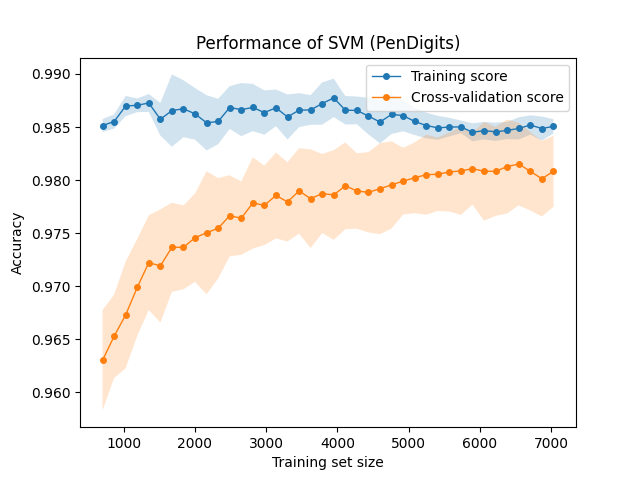 Performance of SVM (PenDigits)
Training score
Cross-validation score
0.990
0.985
0.980
0.975
0.970
0.965
0.960
Accuracy
1000 2000 3000 4000 5000 6000 7000
Training set size